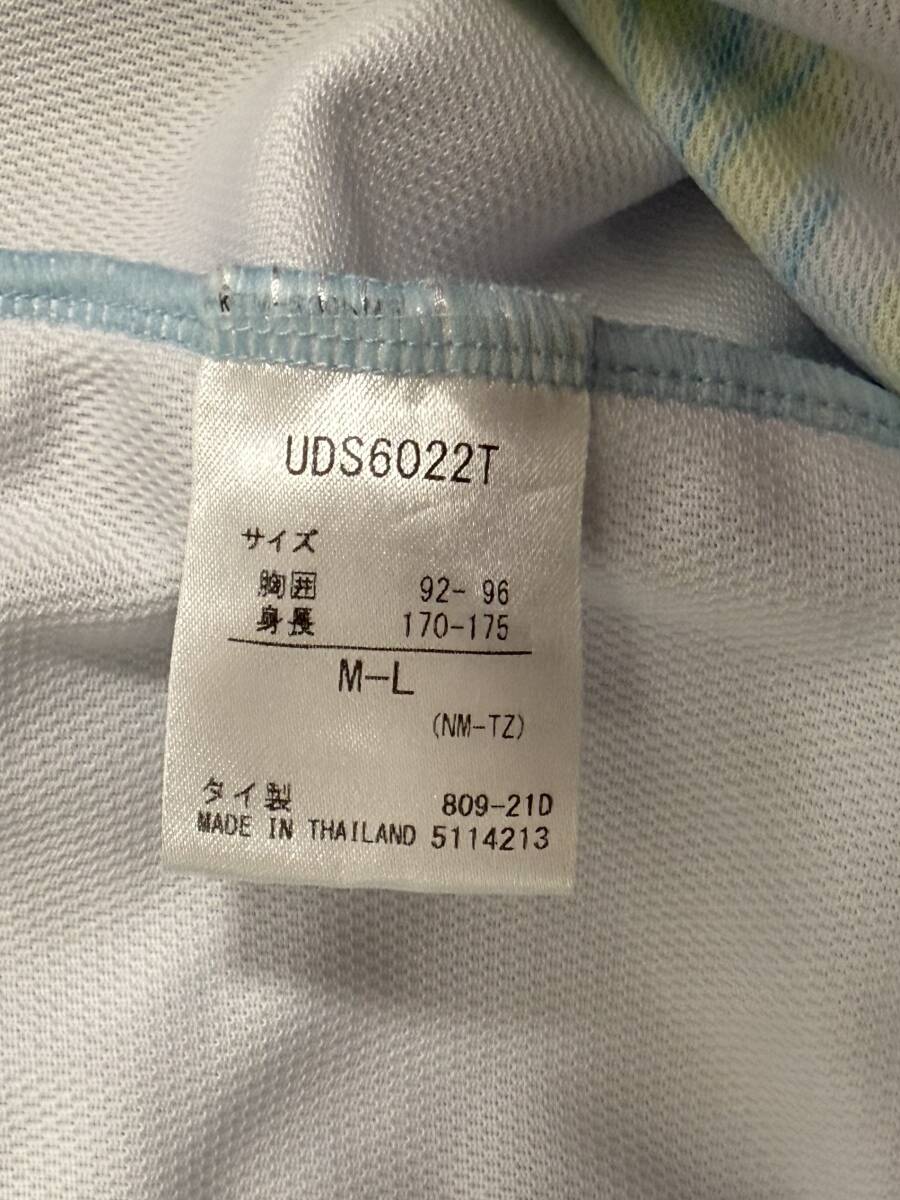 UDS6022T
サイズ
胸囲 92- 96
身長 170-175
M-L
(NM-TZ)
タイ製 809-21D
MADE IN THAILAND 5114213